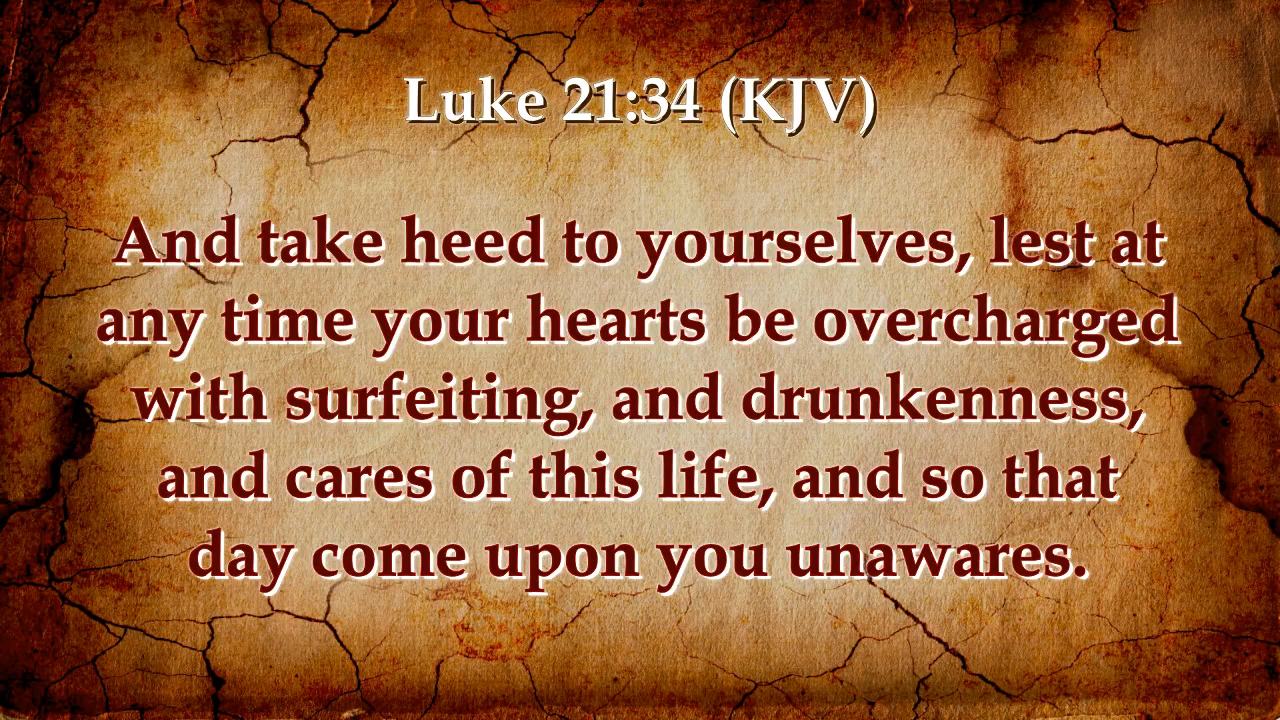 Luke 21:34 (KJV)
And take heed to yourselves, lest at
any time your hearts be overcharged
with surfeiting, and drunkenness,
and cares of this life, and so that
day come upon you unawares.